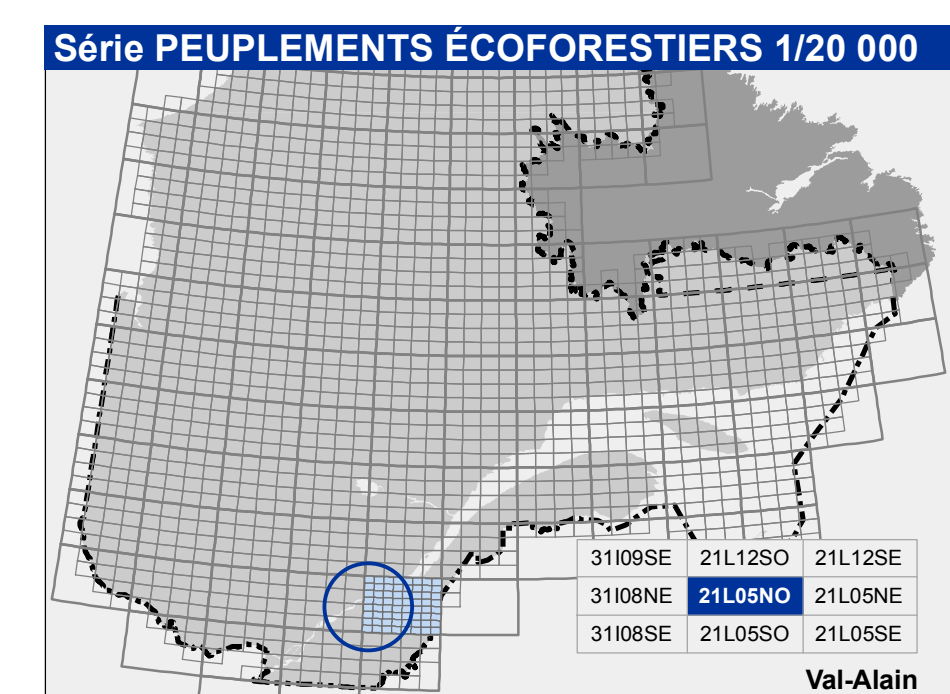 Série PEUPLEMENTS ÉCOFORESTIERS 1/20 000
31I09SE 21L12SO 21L12SE
31I08NE 21L05NO 21L05NE
31I08SE 21L05SO 21L05SE
Val-Alain